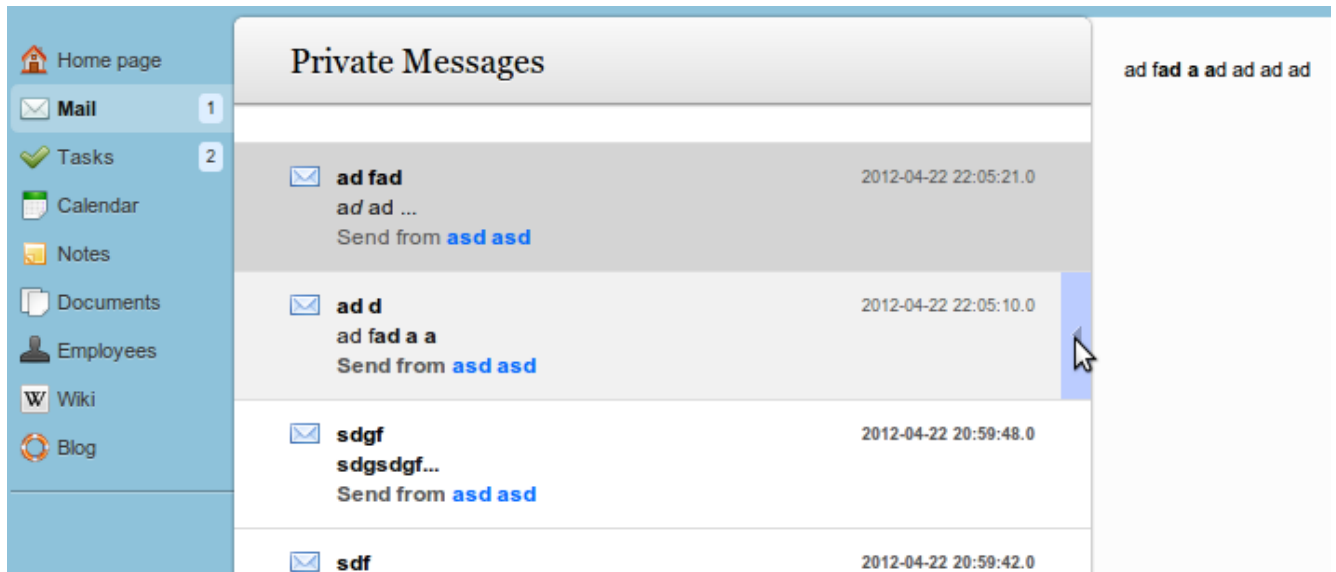 Home page
Mail 1
Tasks 2
Calendar
Notes
Documents
Employees
W Wiki
Blog
Private Messages
ad fad 2012-04-22 22:05:21.0
ad ad ...
Send from asd asd
ad d 2012-04-22 22:05:10.0
ad fad a a
Send from asd asd
sdgf 2012-04-22 20:59:48.0
sdgsdgf...
Send from asd asd
sdf 2012-04-22 20:59:42.0
ad fad a ad ad ad ad